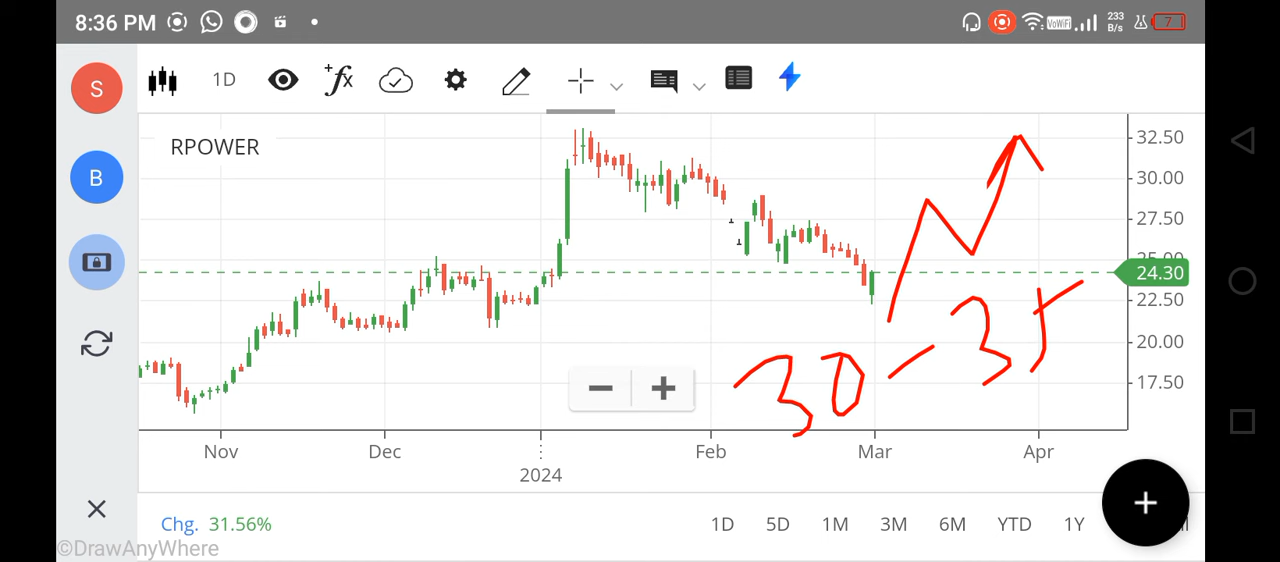 8:36 PM VoWiFi 233 B/s 7
S 1D +fx
RPOWER
B
32.50
30.00
27.50
25.00
24.30
22.50
20.00
17.50
30-35
Nov Dec Feb Mar Apr
2024
Chg. 31.56% 1D 5D 1M 3M 6M YTD 1Y
©DrawAnyWhere